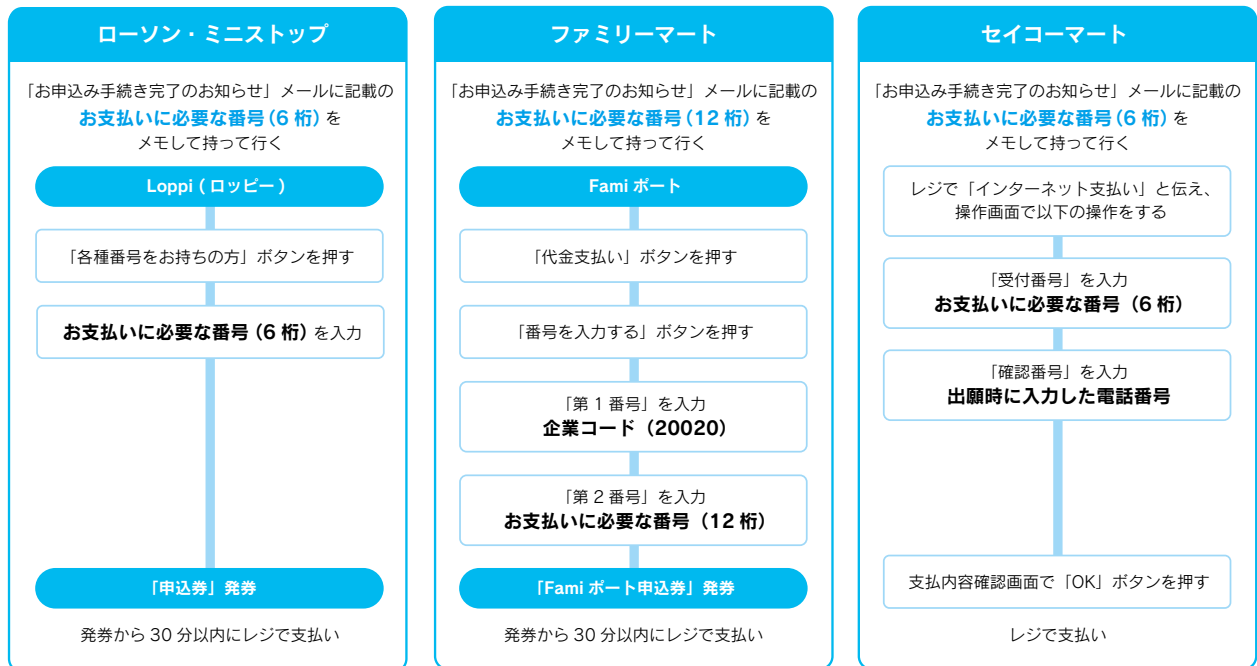 ローソン・ミニストップ
「お申込み手続き完了のお知らせ」メールに記載の
お支払いに必要な番号(6 桁) を
メモして持って行く
Loppi ( ロッピー )
「各種番号をお持ちの方」ボタンを押す
お支払いに必要な番号(6 桁) を入力
「申込券」発券
発券から 30 分以内にレジで支払い
ファミリーマート
「お申込み手続き完了のお知らせ」メールに記載の
お支払いに必要な番号(12 桁) を
メモして持って行く
Fami ポート
「代金支払い」ボタンを押す
「番号を入力する」ボタンを押す
「第 1 番号」を入力
企業コード(20020)
「第 2 番号」を入力
お支払いに必要な番号(12 桁)
「Fami ポート申込券」発券
発券から 30 分以内にレジで支払い
セイコーマート
「お申込み手続き完了のお知らせ」メールに記載の
お支払いに必要な番号(6 桁) を
メモして持って行く
レジで「インターネット支払い」と伝え、
操作画面で以下の操作をする
「受付番号」を入力
お支払いに必要な番号(6 桁)
「確認番号」を入力
出願時に入力した電話番号
支払内容確認画面で「OK」ボタンを押す
レジで支払い